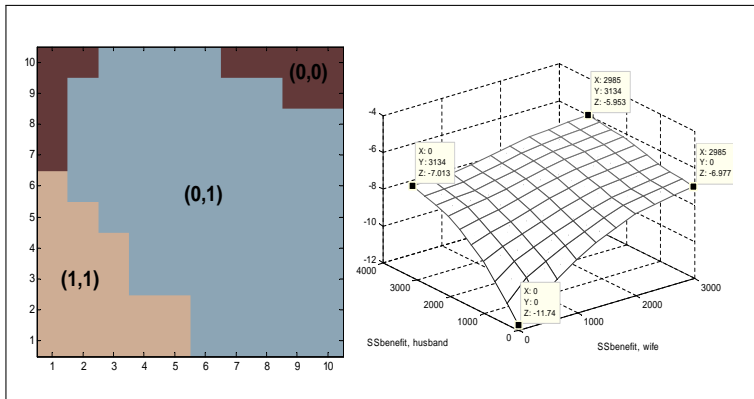 10
9
8
7
6
5
4
3
2
1
1 2 3 4 5 6 7 8 9 10
(0,0)
(0,1)
(1,1)
-4
-6
-8
-10
-12
4000
3000
2000
1000
0
0
1000
2000
3000
SSbenefit, husband
SSbenefit, wife
X: 0
Y: 3134
Z: -7.013
X: 2985
Y: 3134
Z: -5.953
X: 2985
Y: 0
Z: -6.977
X: 0
Y: 0
Z: -11.74